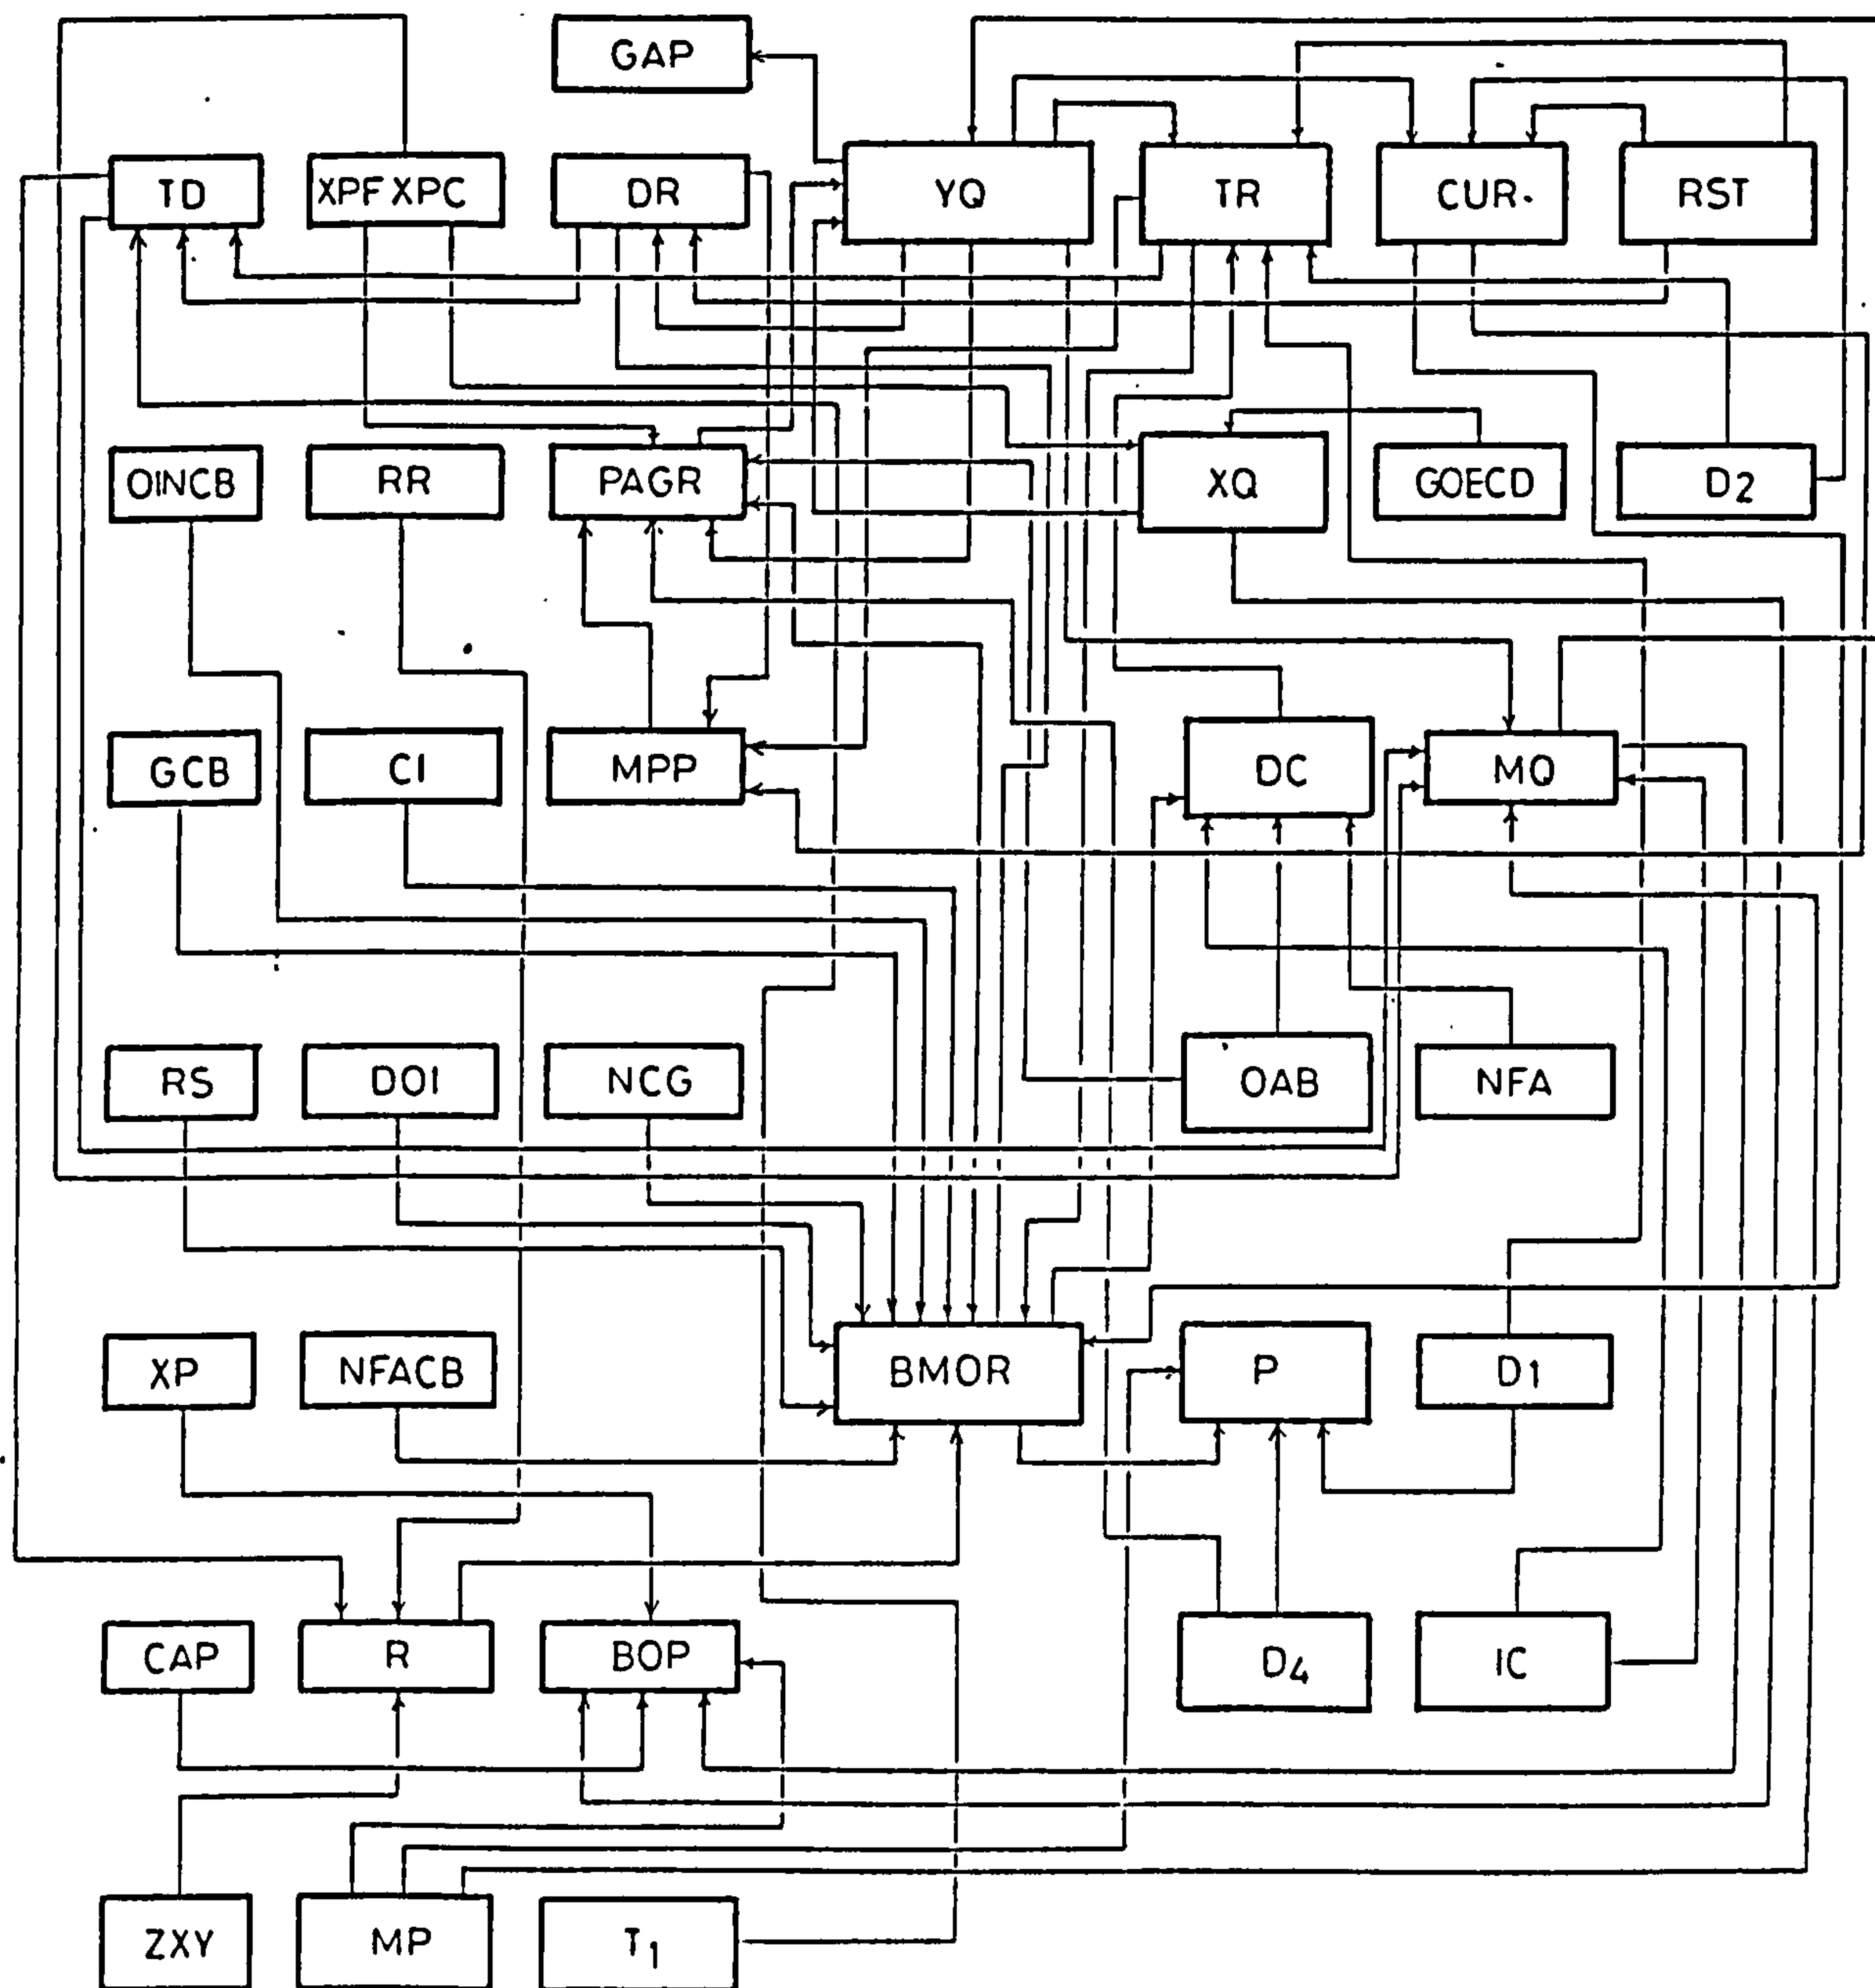 GAP
TD
XPF XPC
DR
YQ
TR
CUR.
RST
OINCB
RR
PAGR
XQ
GOECD
D2
GCB
CI
MPP
DC
MQ
RS
DOI
NCG
OAB
NFA
XP
NFACB
BMOR
P
D1
CAP
R
BOP
D4
IC
ZXY
MP
T1